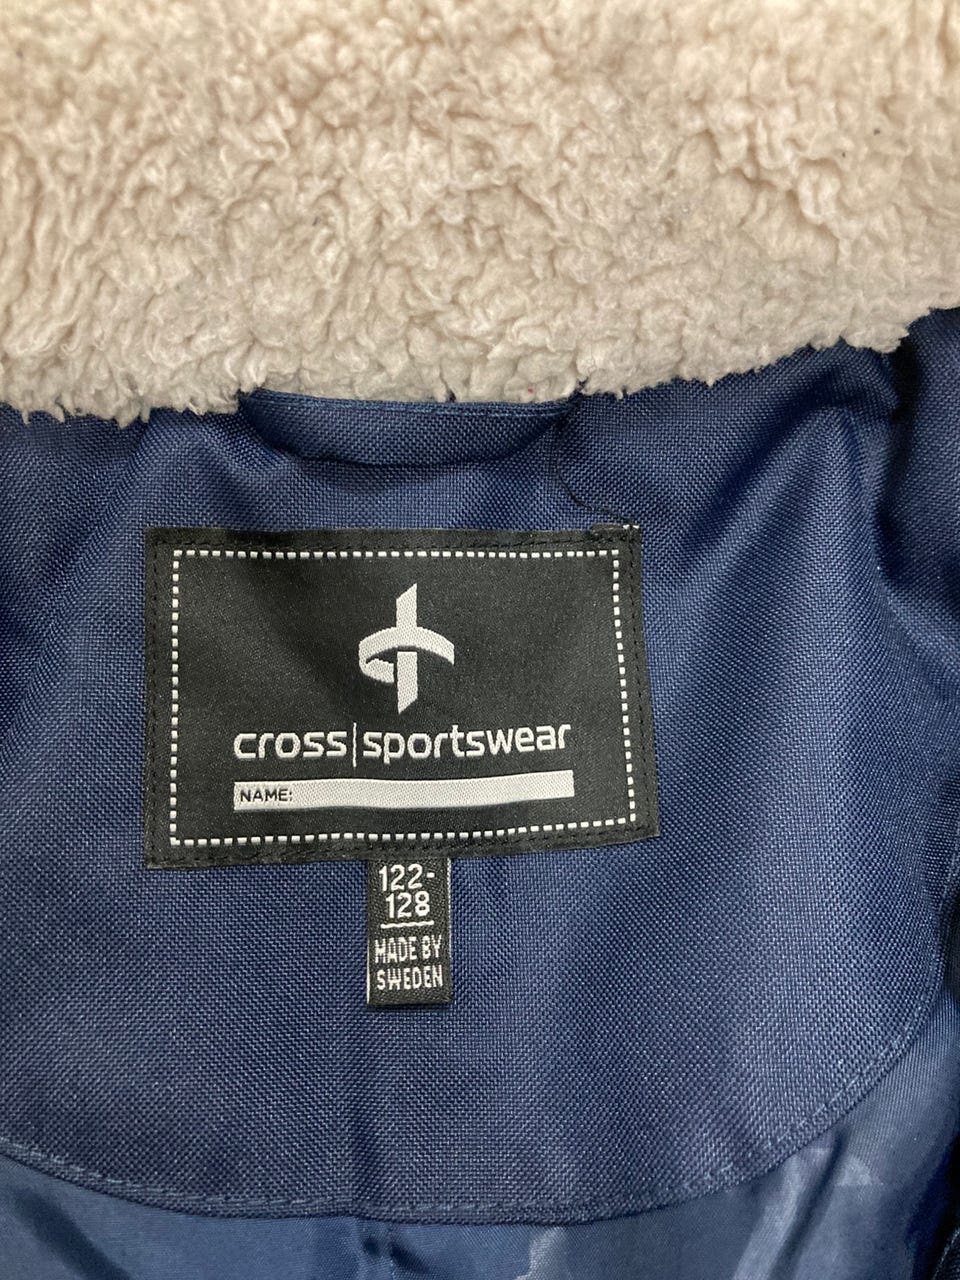 cross|sportswear
NAME:
122-
128
MADE BY
SWEDEN